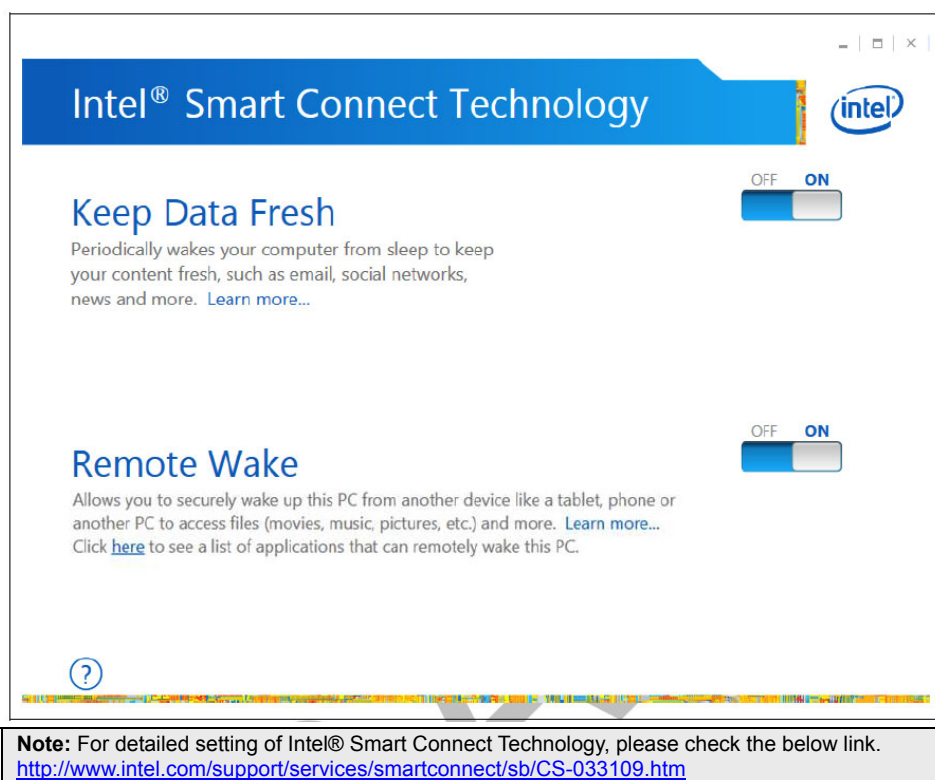 Intel® Smart Connect Technology
intel
OFF ON
Keep Data Fresh
Periodically wakes your computer from sleep to keep
your content fresh, such as email, social networks,
news and more. Learn more...
OFF ON
Remote Wake
Allows you to securely wake up this PC from another device like a tablet, phone or
another PC to access files (movies, music, pictures, etc.) and more. Learn more...
Click here to see a list of applications that can remotely wake this PC.
?
Note: For detailed setting of Intel® Smart Connect Technology, please check the below link.
http://www.intel.com/support/services/smartconnect/sb/CS-033109.htm